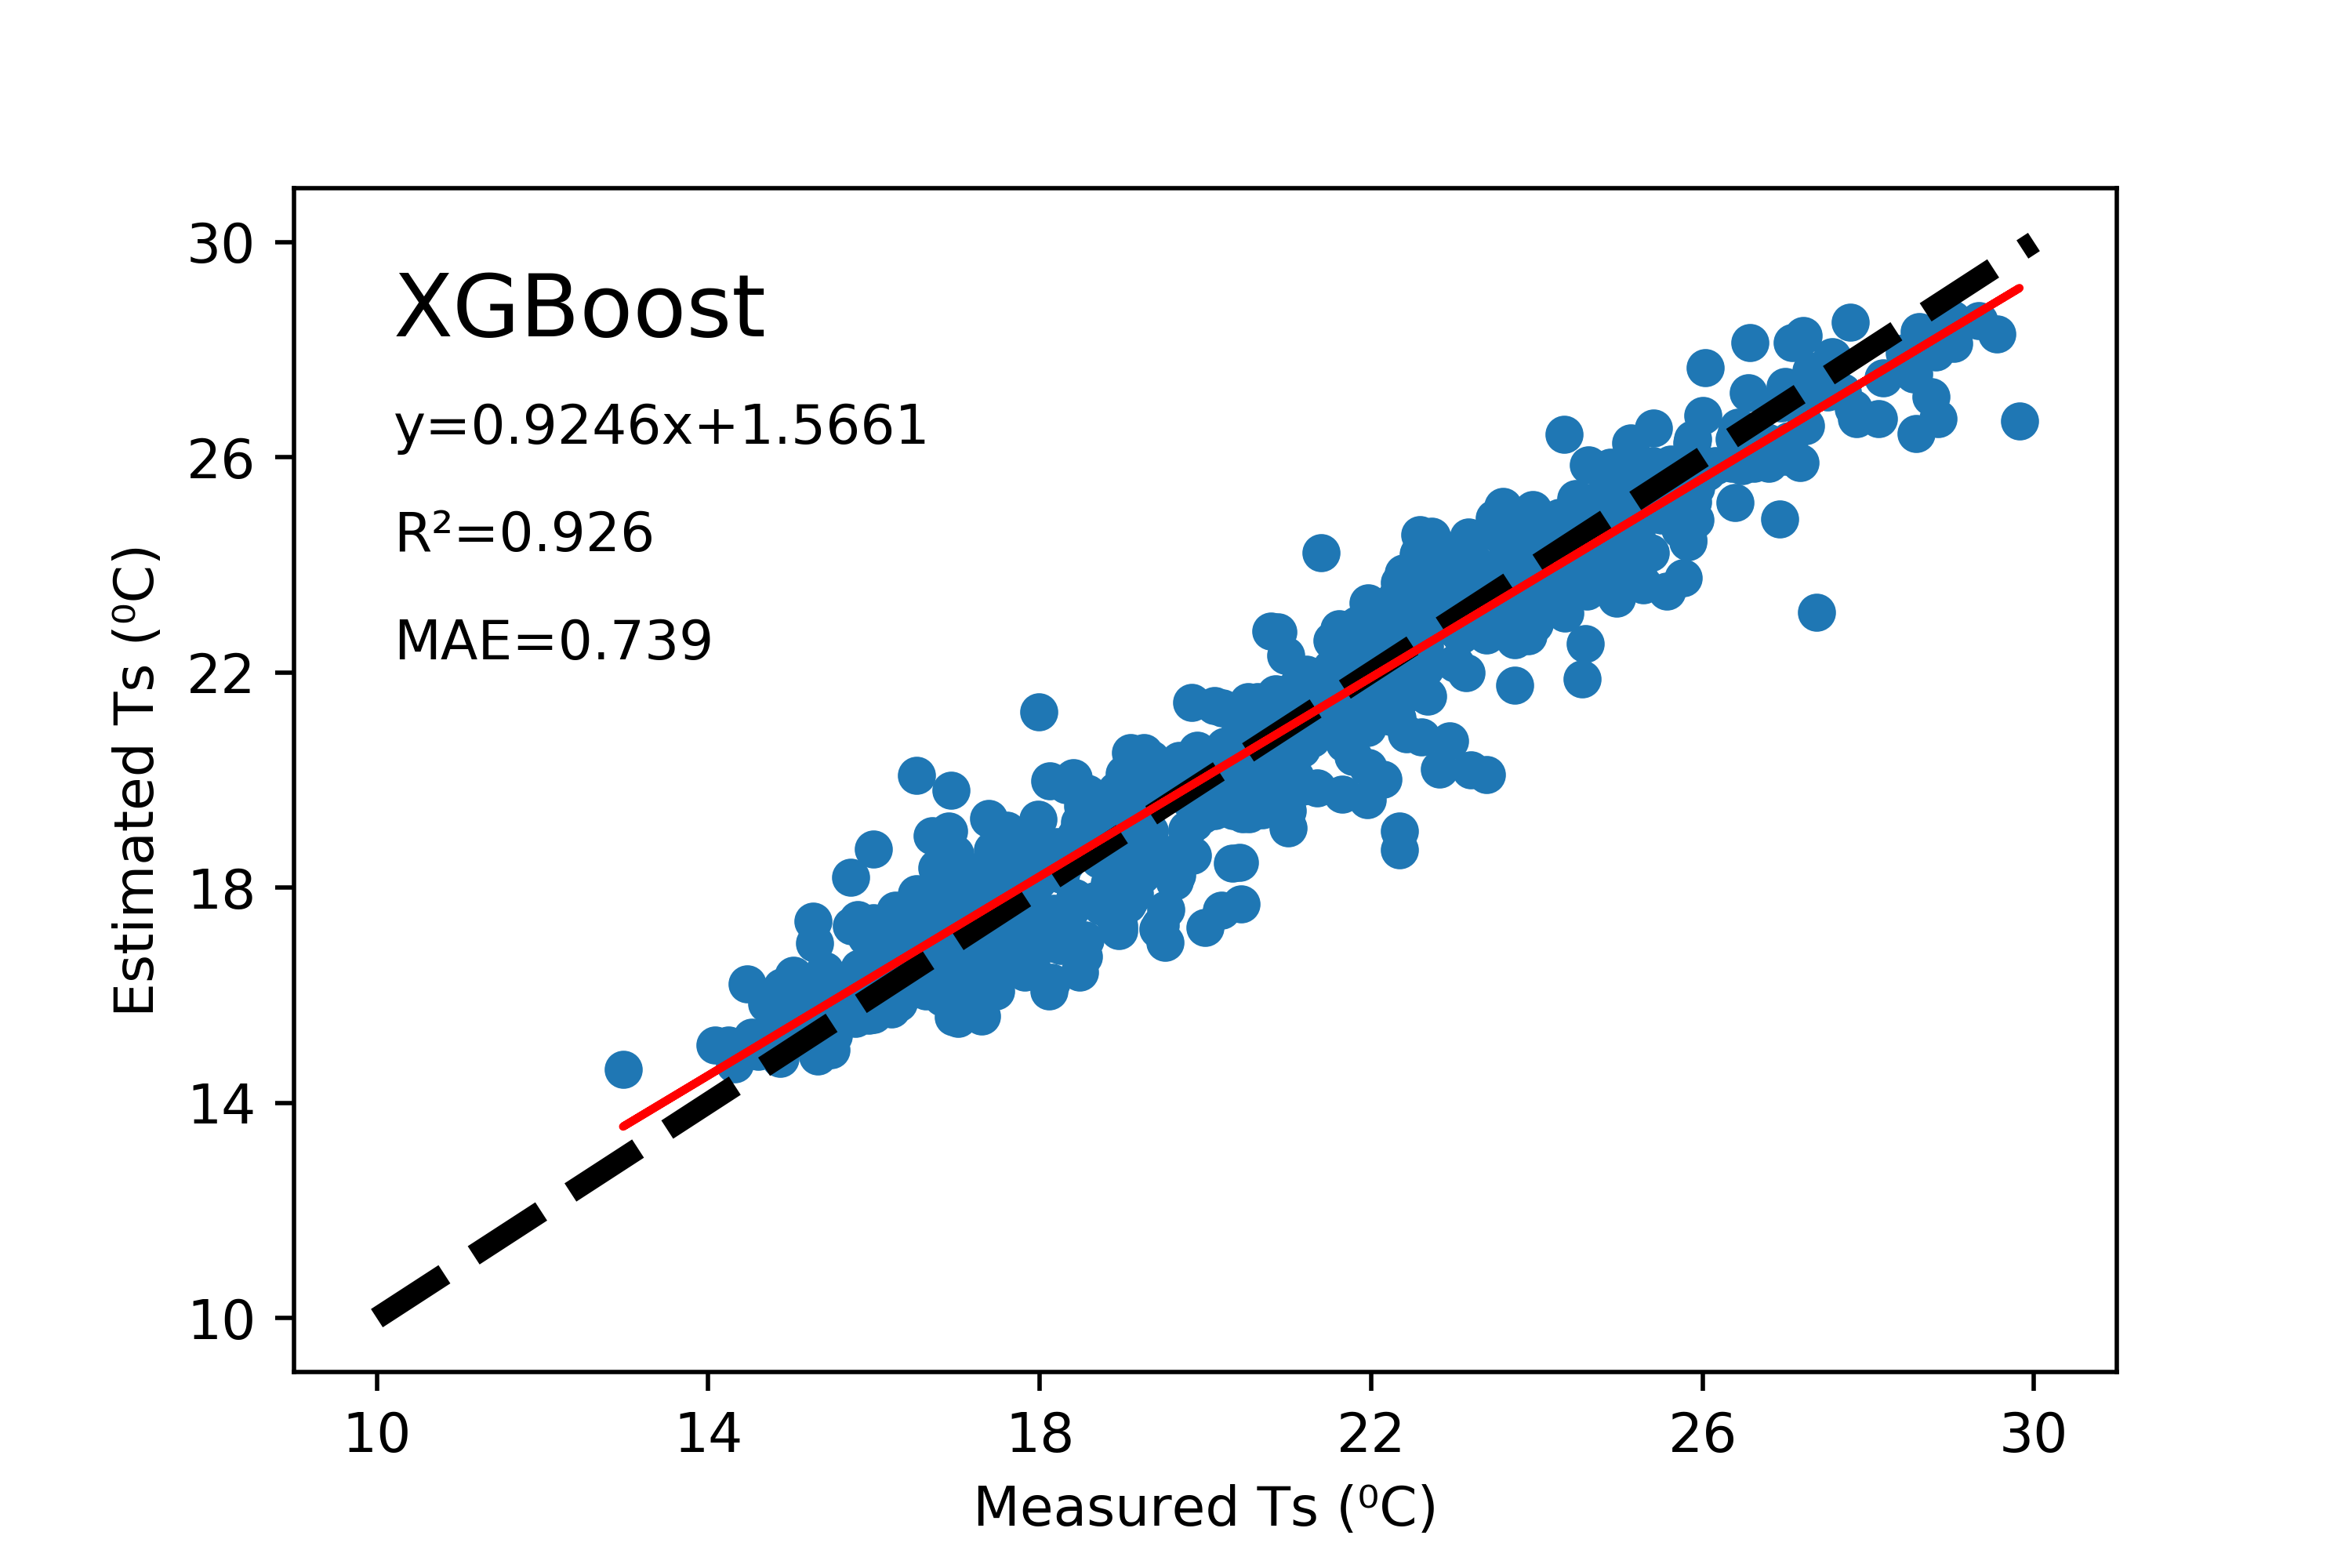 XGBoost
y=0.9246x+1.5661
R²=0.926
MAE=0.739
Estimated Ts (⁰C)
30
26
22
18
14
10
10 14 18 22 26 30
Measured Ts (⁰C)